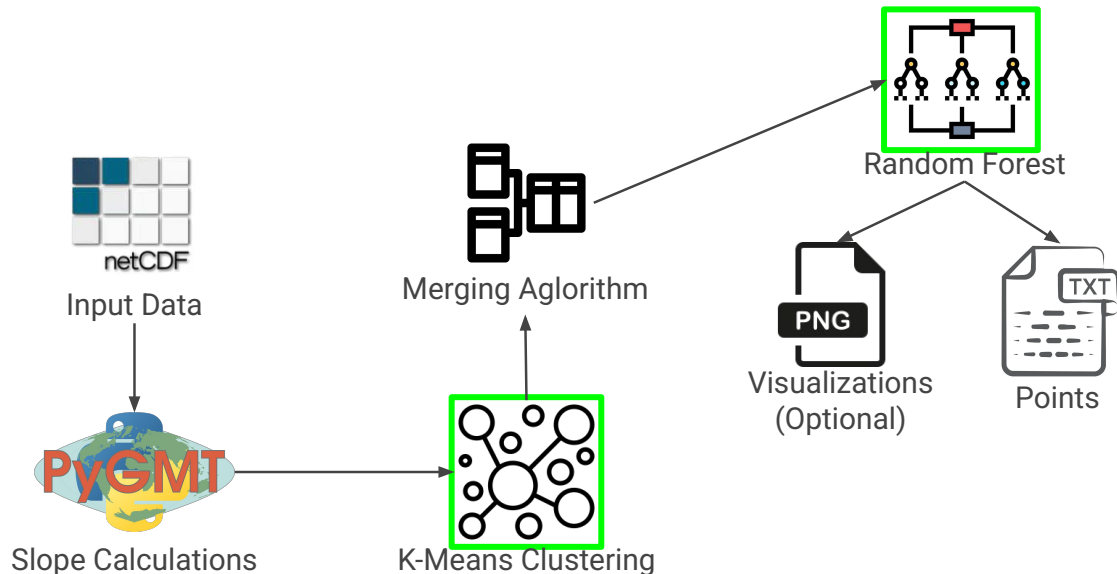 netCDF
Input Data
PyGMT
Slope Calculations
K-Means Clustering
Merging Aglorithm
Random Forest
PNG
Visualizations
(Optional)
TXT
Points